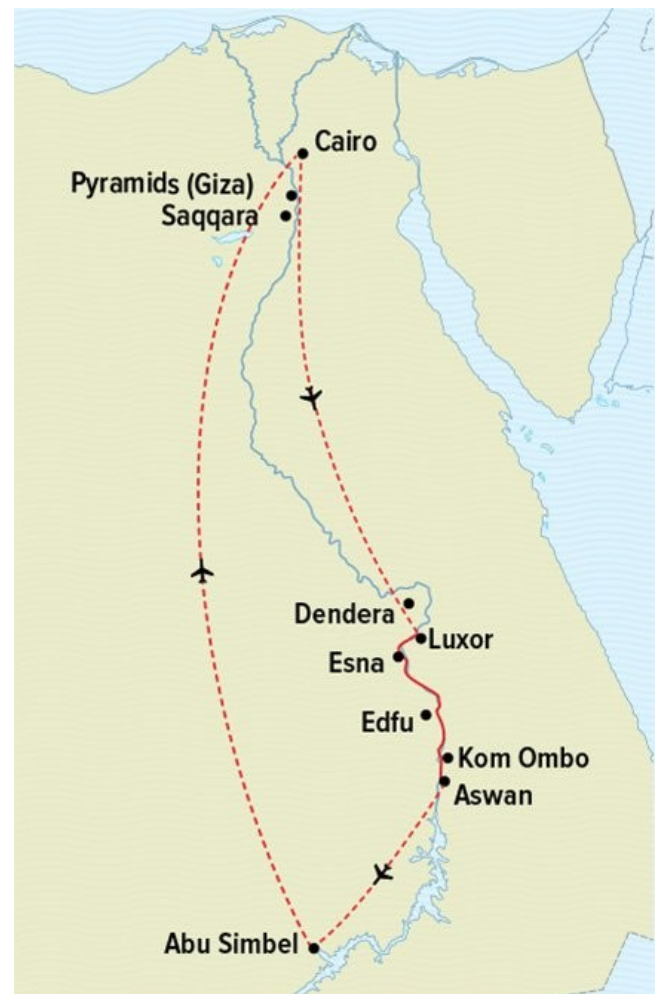 Cairo
Pyramids (Giza)
Saqqara
Dendera
Luxor
Esna
Edfu
Kom Ombo
Aswan
Abu Simbel